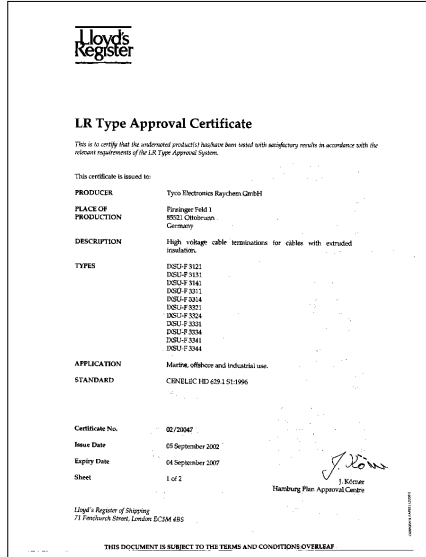 Lloyd's
Register
LR Type Approval Certificate
This is to certify that the undernoted product(s) has/have been tested with satisfactory results in accordance with the
relevant requirements of the LR Type Approval System.
This certificate is issued to:
PRODUCER Tyco Electronics Raychem GmbH
PLACE OF Finsinger Feld 1
PRODUCTION 85521 Ottobrunn
Germany
DESCRIPTION High voltage cable terminations for cables with extruded
insulation.
TYPES IXSU-F 3121
IXSU-F 3131
IXSU-F 3141
IXSU-F 3311
IXSU-F 3314
IXSU-F 3321
IXSU-F 3324
IXSU-F 3331
IXSU-F 3334
IXSU-F 3341
IXSU-F 3344
APPLICATION Marine, offshore and industrial use.
STANDARD CENELEC HD 629.1 S1:1996
Certificate No. 02/20047
Issue Date 05 September 2002
Expiry Date 04 September 2007
Sheet 1 of 2
J. Körner
J. Körner
Hamburg Plan Approval Centre
Lloyd's Register of Shipping
71 Fenchurch Street, London EC3M 4BS
THIS DOCUMENT IS SUBJECT TO THE TERMS AND CONDITIONS OVERLEAF